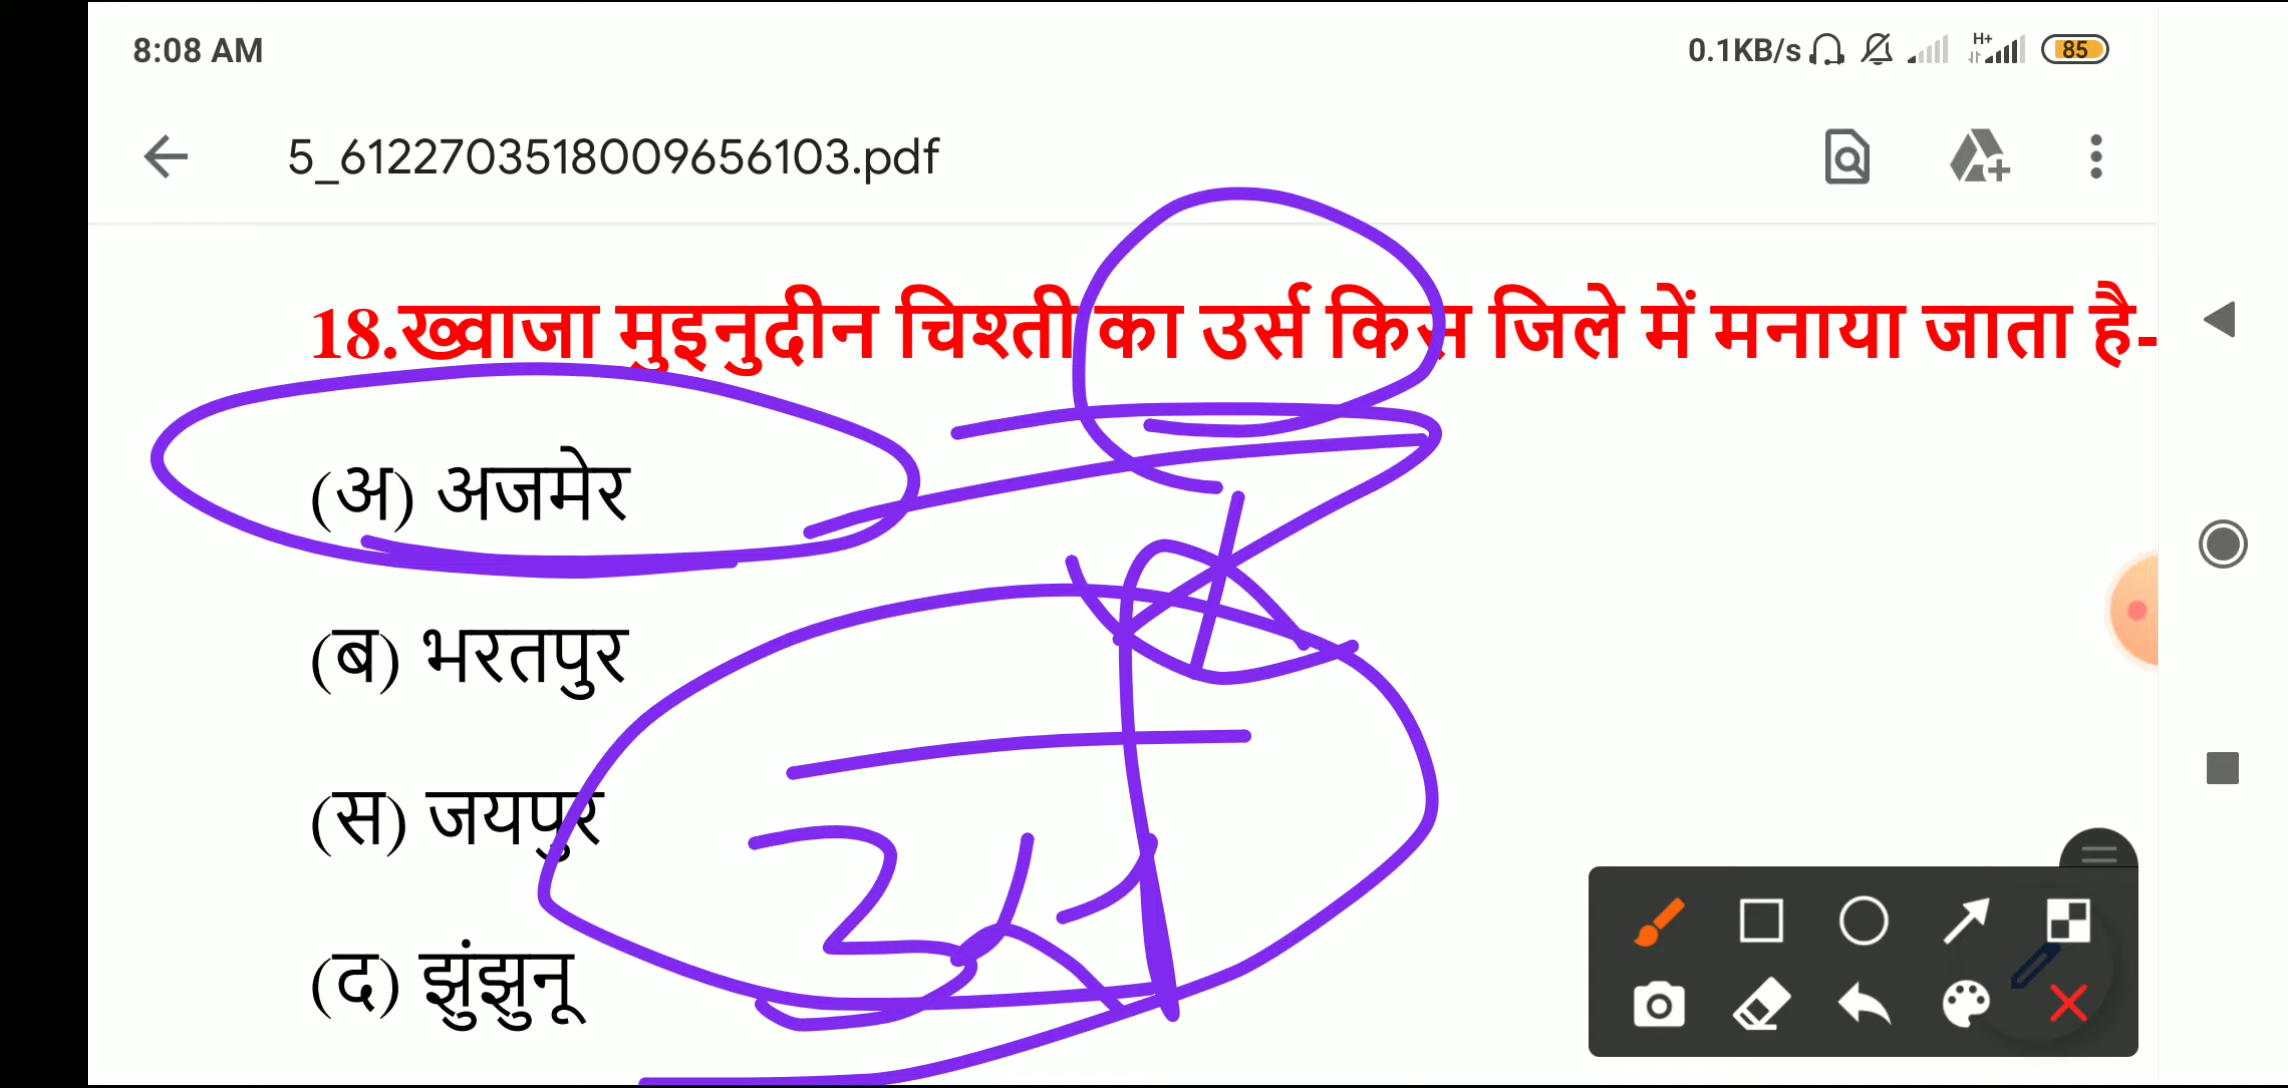 8:08 AM
0.1KB/s H+ 85
5_6122703518009656103.pdf
18.ख्वाजा मुइनुदीन चिश्ती का उर्स किस जिले में मनाया जाता है-
(अ) अजमेर
(ब) भरतपुर
(स) जयपुर
(द) झुंझुनू